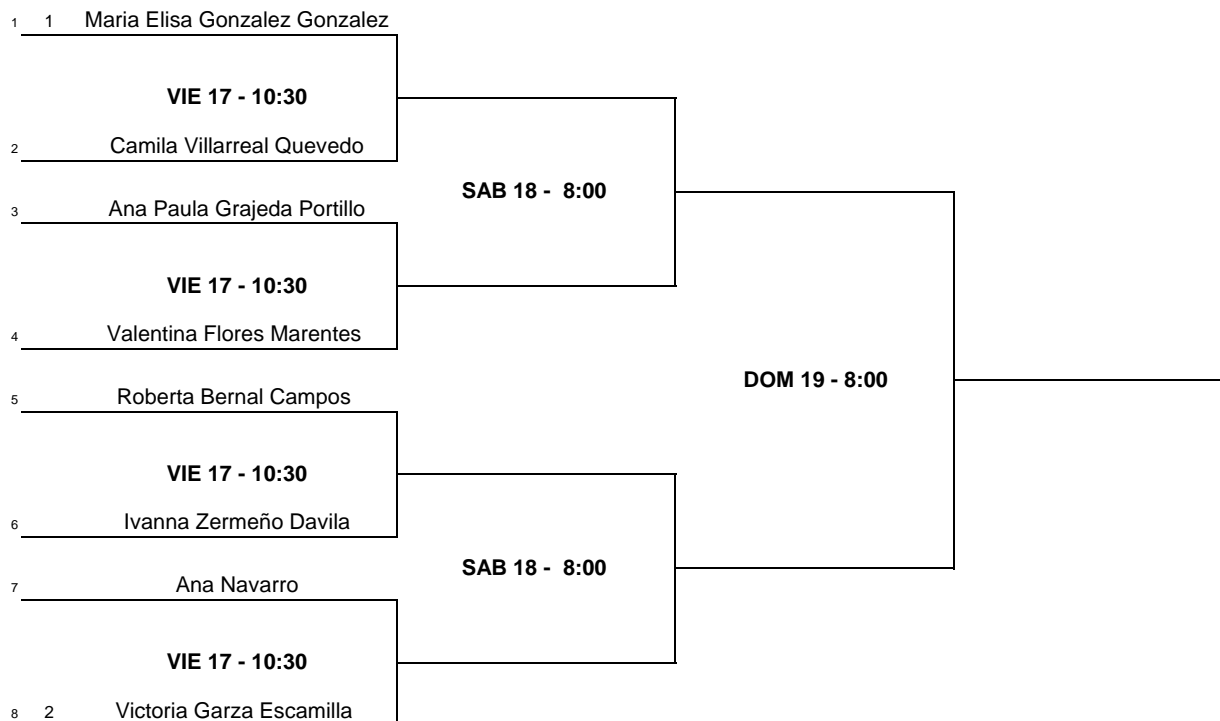 1 1 Maria Elisa Gonzalez Gonzalez
VIE 17 - 10:30
2 Camila Villarreal Quevedo
SAB 18 - 8:00
3 Ana Paula Grajeda Portillo
VIE 17 - 10:30
4 Valentina Flores Marentes
DOM 19 - 8:00
5 Roberta Bernal Campos
VIE 17 - 10:30
6 Ivanna Zermeño Davila
SAB 18 - 8:00
7 Ana Navarro
VIE 17 - 10:30
8 2 Victoria Garza Escamilla